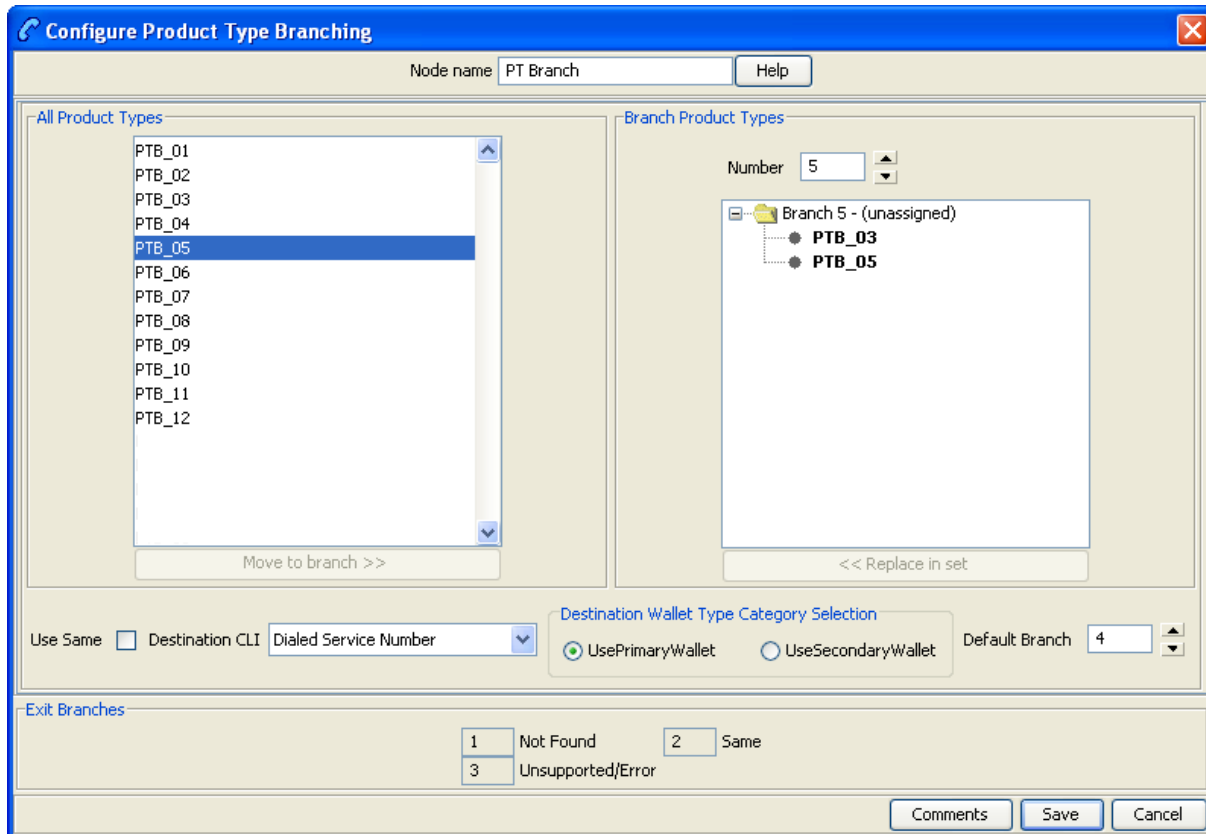 Configure Product Type Branching
Node name PT Branch Help
All Product Types
PTB_01
PTB_02
PTB_03
PTB_04
PTB_05
PTB_06
PTB_07
PTB_08
PTB_09
PTB_10
PTB_11
PTB_12
Move to branch >>
Branch Product Types
Number 5
Branch 5 - (unassigned)
PTB_03
PTB_05
<< Replace in set
Use Same Destination CLI Dialed Service Number
Destination Wallet Type Category Selection
UsePrimaryWallet UseSecondaryWallet
Default Branch 4
Exit Branches
1 Not Found 2 Same
3 Unsupported/Error
Comments Save Cancel